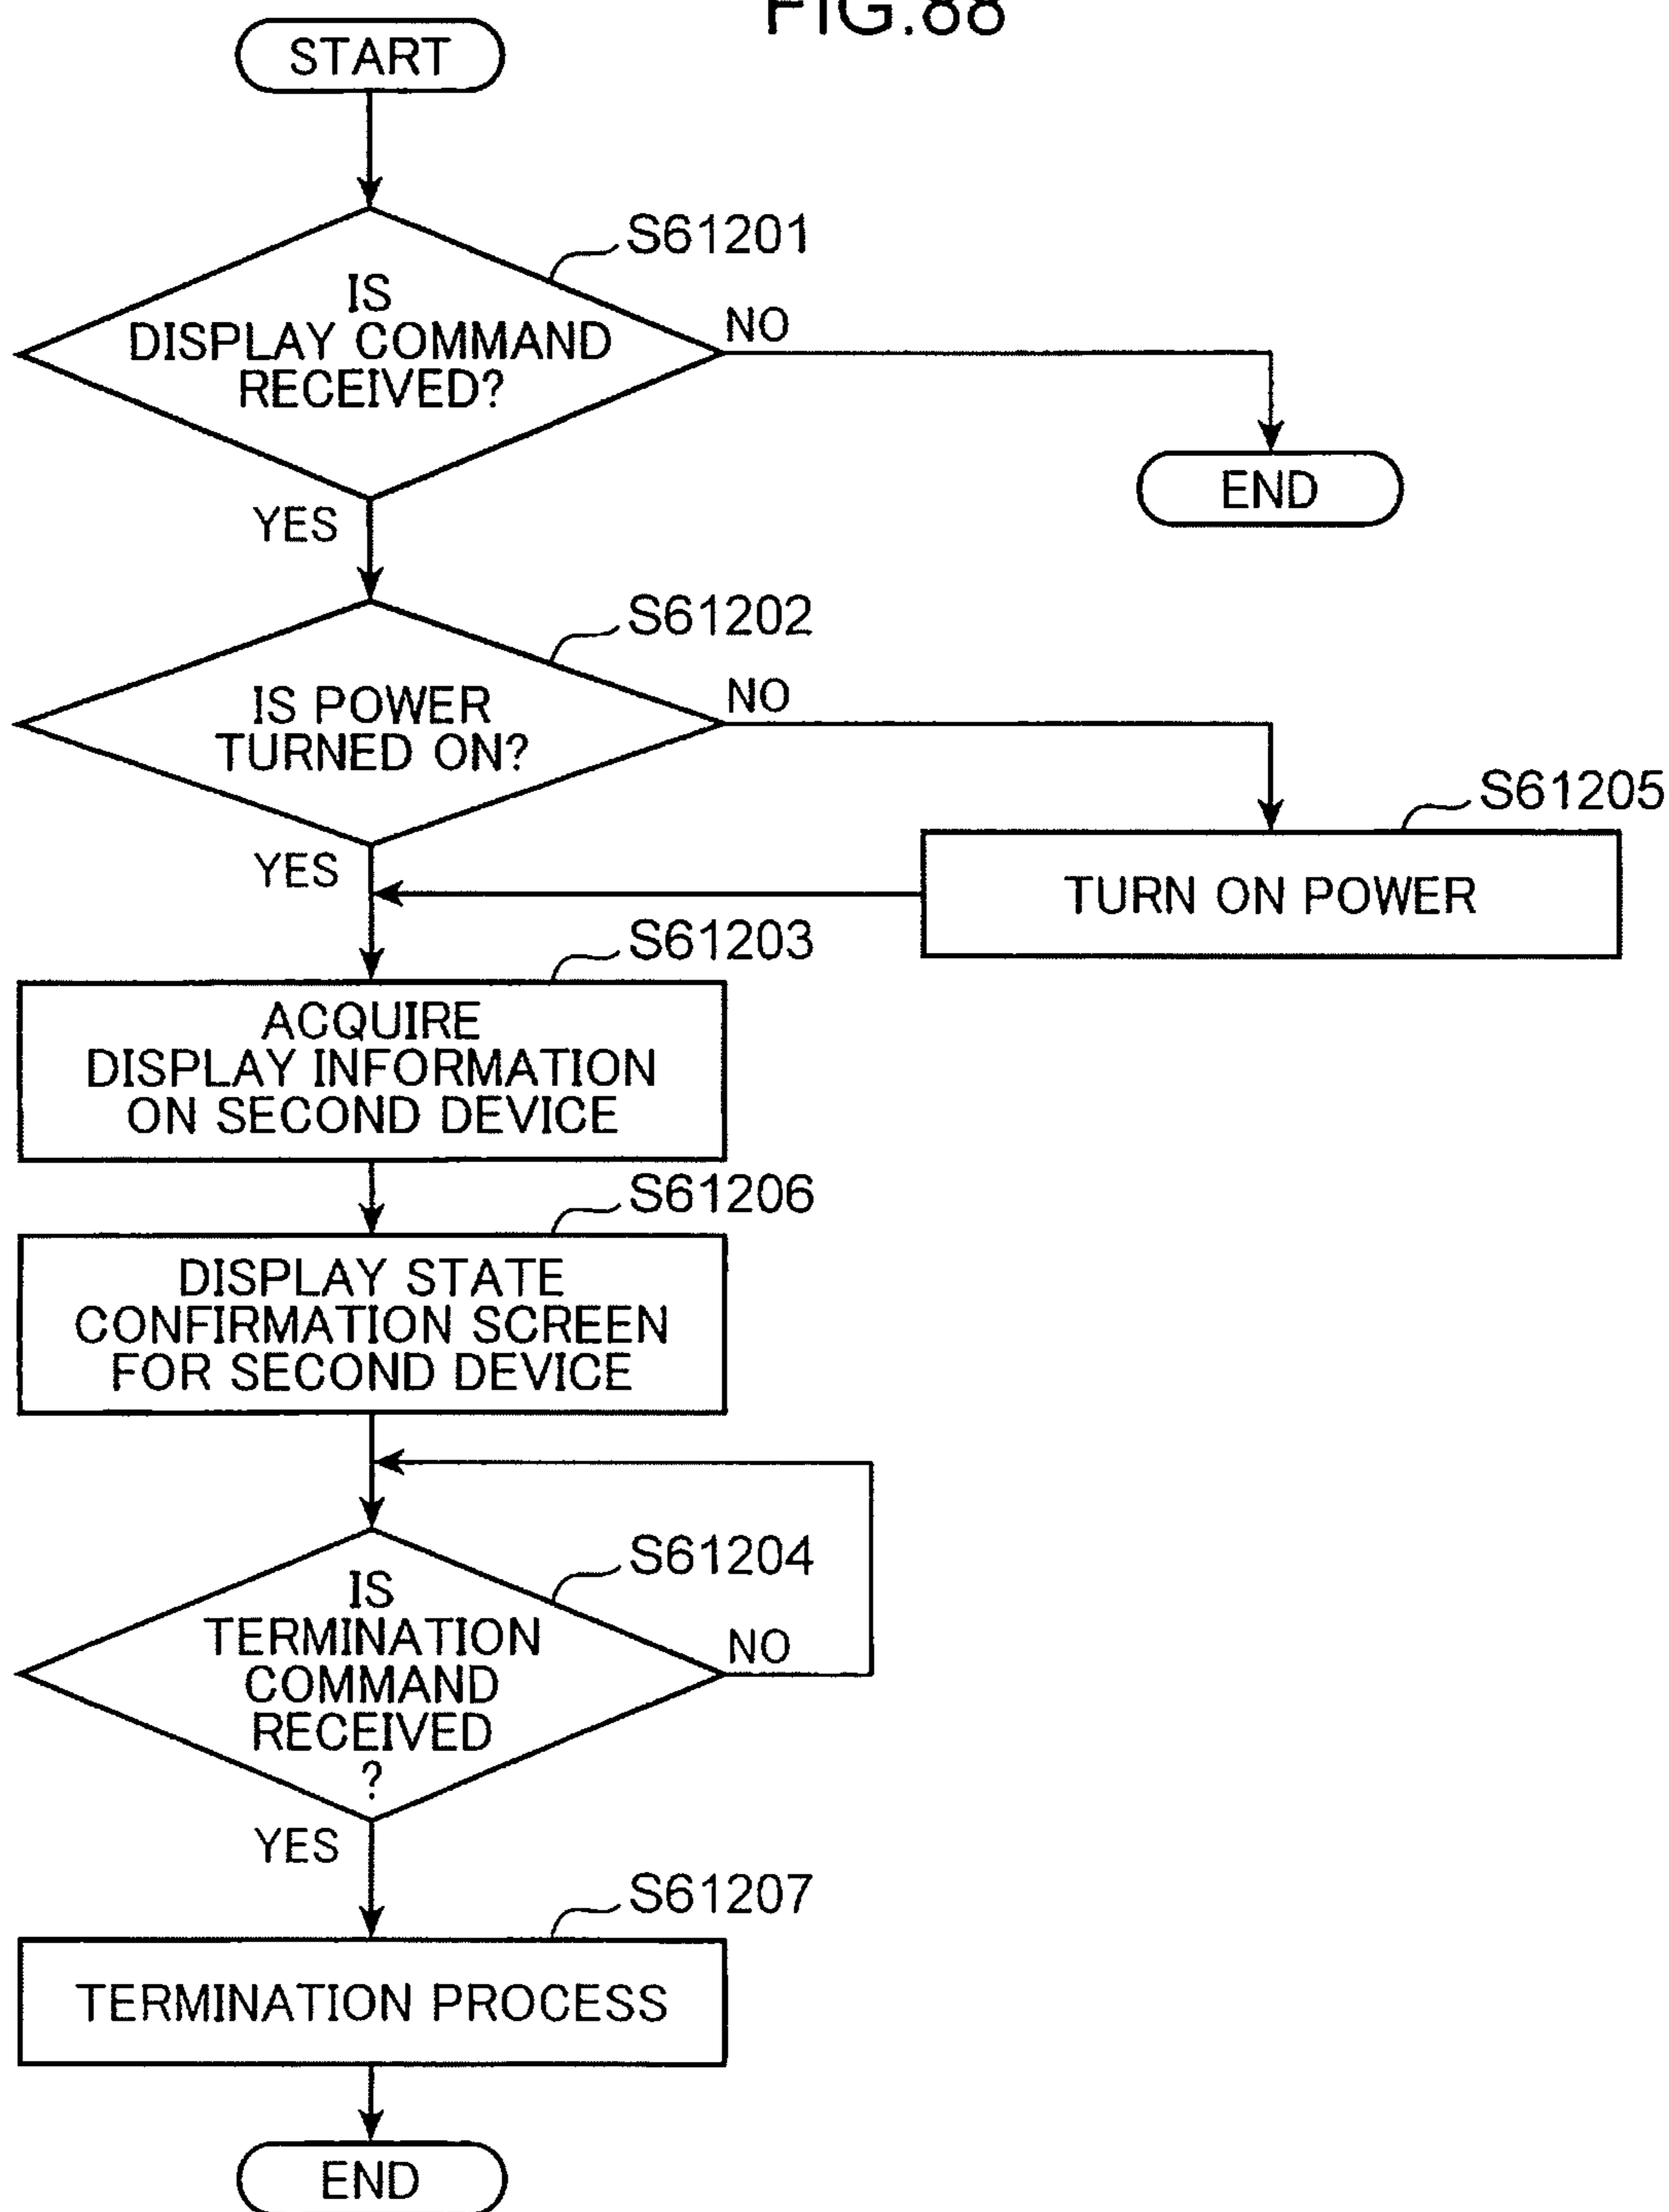 FIG.88
START
S61201
IS
DISPLAY COMMAND
RECEIVED?
NO
END
YES
S61202
IS POWER
TURNED ON?
NO
S61205
TURN ON POWER
YES
S61203
ACQUIRE
DISPLAY INFORMATION
ON SECOND DEVICE
S61206
DISPLAY STATE
CONFIRMATION SCREEN
FOR SECOND DEVICE
S61204
IS
TERMINATION
COMMAND
RECEIVED
?
NO
YES
S61207
TERMINATION PROCESS
END